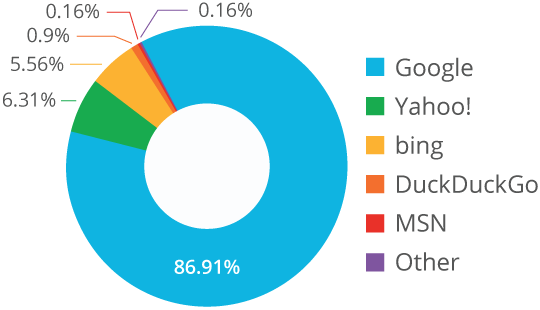 0.16%
0.16%
0.9%
5.56%
6.31%
86.91%
Google
Yahoo!
bing
DuckDuckGo
MSN
Other